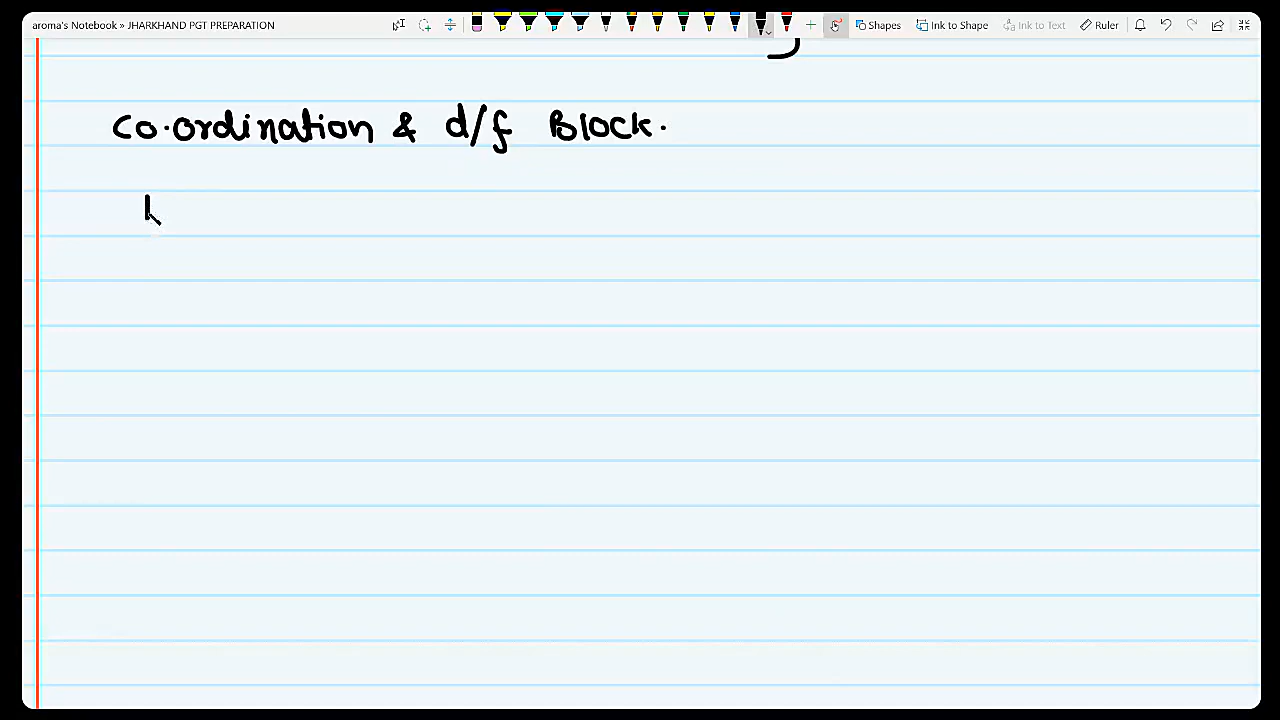 aroma's Notebook » JHARKHAND PGT PREPARATION
Shapes
Ink to Shape
Ink to Text
Ruler
Co.ordination & d/f Block.